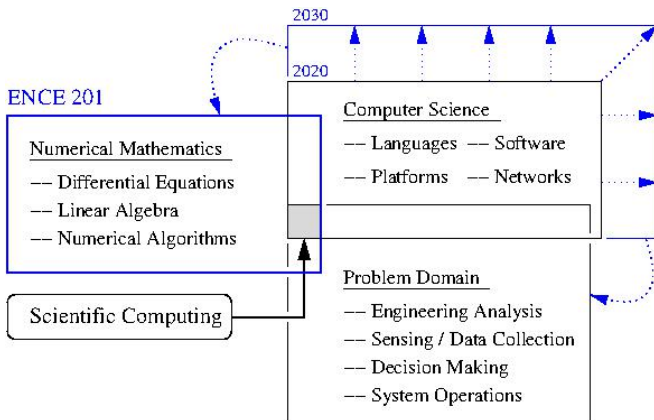 2030
2020
ENCE 201
Numerical Mathematics
–– Differential Equations
–– Linear Algebra
–– Numerical Algorithms
Computer Science
–– Languages –– Software
–– Platforms –– Networks
Scientific Computing
Problem Domain
–– Engineering Analysis
–– Sensing / Data Collection
–– Decision Making
–– System Operations